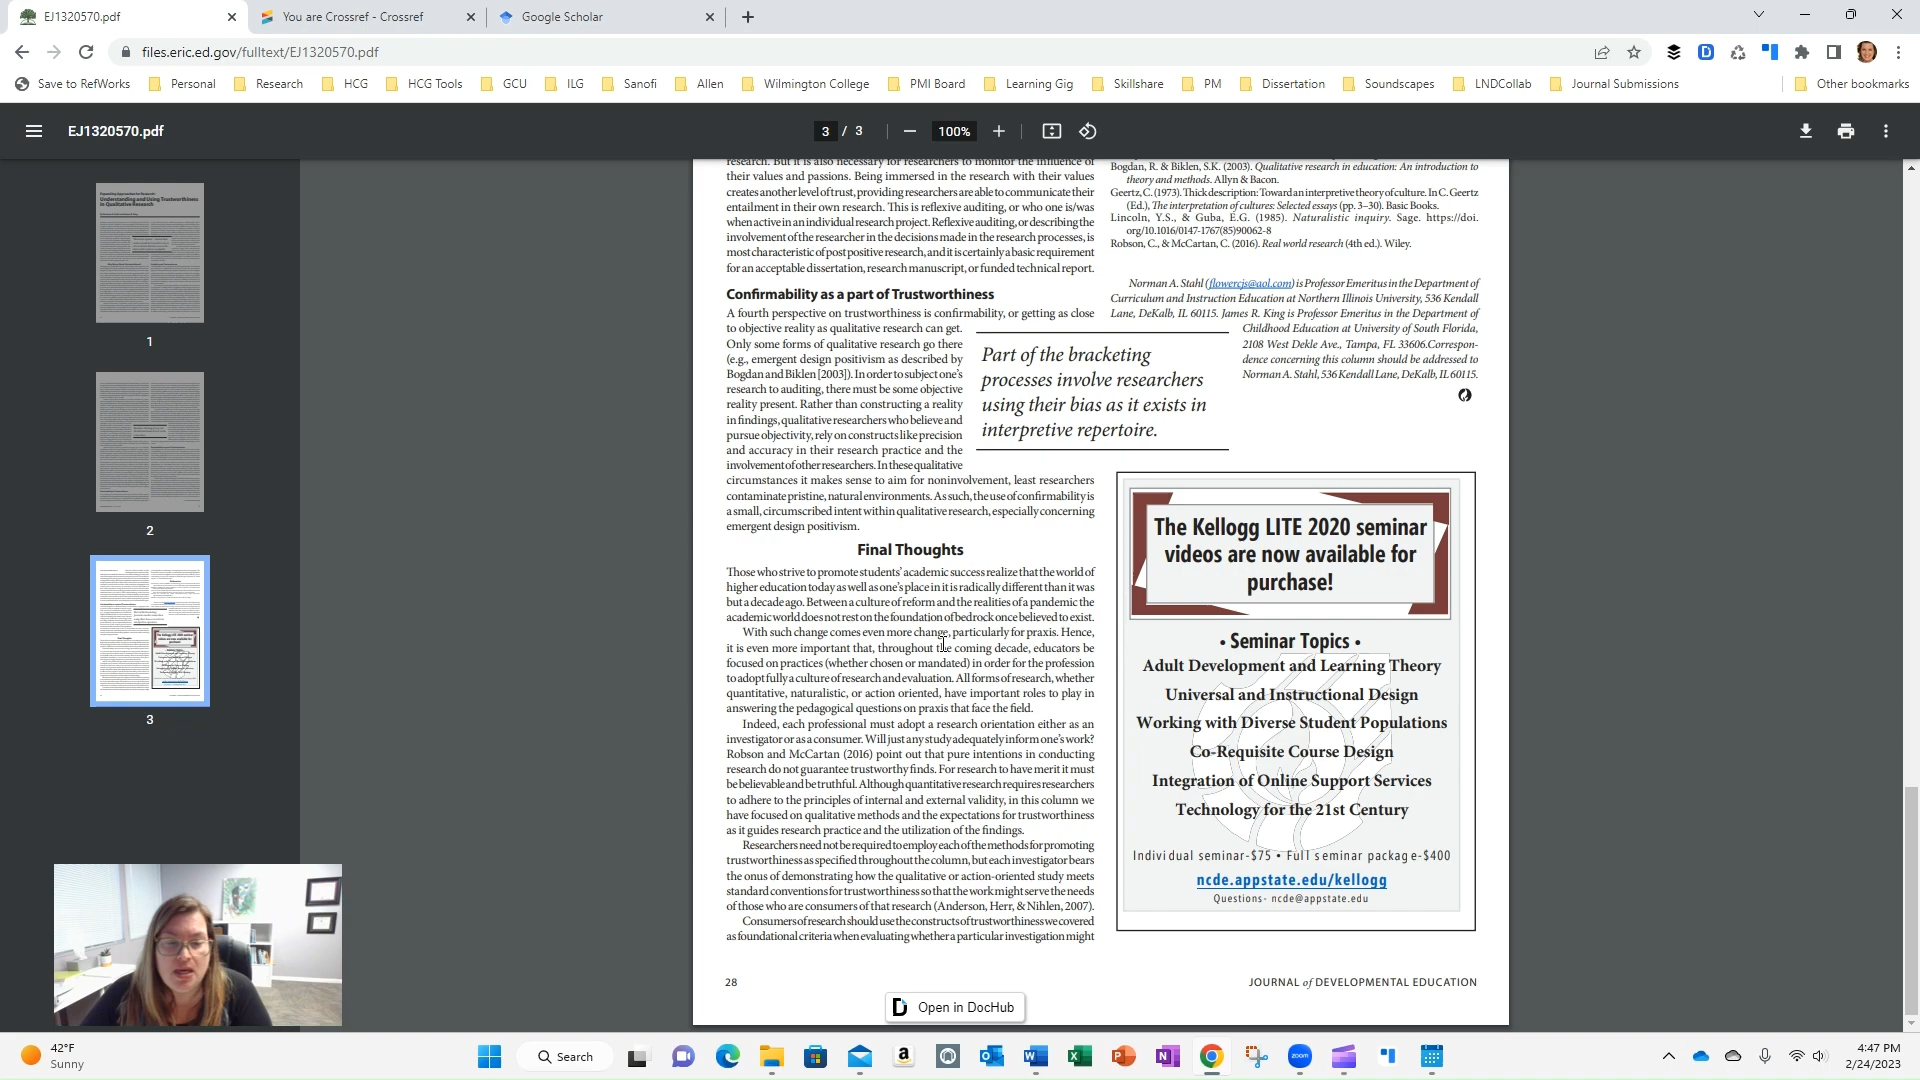 EJ1320570.pdf
You are Crossref - Crossref
Google Scholar
files.eric.ed.gov/fulltext/EJ1320570.pdf
Save to RefWorks
Personal
Research
HCG
HCG Tools
GCU
ILG
Sanofi
Allen
Wilmington College
PMI Board
Learning Gig
Skillshare
PM
Dissertation
Soundscapes
LNDCollab
Journal Submissions
Other bookmarks
EJ1320570.pdf
3 / 3
100%
Expanding Approaches for Research:
Understanding and Using Trustworthiness
in Qualitative Research
1
2
3
research. But it is also necessary for researchers to monitor the influence of
their values and passions. Being immersed in the research with their values
creates another level of trust, providing researchers are able to communicate their
entailment in their own research. This is reflexive auditing, or who one is/was
when active in an individual research project. Reflexive auditing, or describing the
involvement of the researcher in the decisions made in the research processes, is
most characteristic of post positive research, and it is certainly a basic requirement
for an acceptable dissertation, research manuscript, or funded technical report.
Confirmability as a part of Trustworthiness
A fourth perspective on trustworthiness is confirmability, or getting as close
to objective reality as qualitative research can get.
Only some forms of qualitative research go there
(e.g., emergent design positivism as described by
Bogdan and Biklen [2003]). In order to subject one's
research to auditing, there must be some objective
reality present. Rather than constructing a reality
in findings, qualitative researchers who believe and
pursue objectivity, rely on constructs like precision
and accuracy in their research practice and the
involvement of other researchers. In these qualitative
circumstances it makes sense to aim for noninvolvement, least researchers
contaminate pristine, natural environments. As such, the use of confirmability is
a small, circumscribed intent within qualitative research, especially concerning
emergent design positivism.
Final Thoughts
Those who strive to promote students' academic success realize that the world of
higher education today as well as one's place in it is radically different than it was
but a decade ago. Between a culture of reform and the realities of a pandemic the
academic world does not rest on the foundation of bedrock once believed to exist.
With such change comes even more change, particularly for praxis. Hence,
it is even more important that, throughout the coming decade, educators be
focused on practices (whether chosen or mandated) in order for the profession
to adopt fully a culture of research and evaluation. All forms of research, whether
quantitative, naturalistic, or action oriented, have important roles to play in
answering the pedagogical questions on praxis that face the field.
Indeed, each professional must adopt a research orientation either as an
investigator or as a consumer. Will just any study adequately inform one's work?
Robson and McCartan (2016) point out that pure intentions in conducting
research do not guarantee trustworthy finds. For research to have merit it must
be believable and be truthful. Although quantitative research requires researchers
to adhere to the principles of internal and external validity, in this column we
have focused on qualitative methods and the expectations for trustworthiness
as it guides research practice and the utilization of the findings.
Researchers need not be required to employ each of the methods for promoting
trustworthiness as specified throughout the column, but each investigator bears
the onus of demonstrating how the qualitative or action-oriented study meets
standard conventions for trustworthiness so that the work might serve the needs
of those who are consumers of that research (Anderson, Herr, & Nihlen, 2007).
Consumers of research should use the constructs of trustworthiness we covered
as foundational criteria when evaluating whether a particular investigation might
Bogdan, R. & Biklen, S.K. (2003). Qualitative research in education: An introduction to
theory and methods. Allyn & Bacon.
Geertz, C. (1973). Thick description: Toward an interpretive theory of culture. In C. Geertz
(Ed.), The interpretation of cultures: Selected essays (pp. 3–30). Basic Books.
Lincoln, Y.S., & Guba, E.G. (1985). Naturalistic inquiry. Sage. https://doi.
org/10.1016/0147-1767(85)90062-8
Robson, C., & McCartan, C. (2016). Real world research (4th ed.). Wiley.
Norman A. Stahl (flowercjs@aol.com) is Professor Emeritus in the Department of
Curriculum and Instruction Education at Northern Illinois University, 536 Kendall
Lane, DeKalb, IL 60115. James R. King is Professor Emeritus in the Department of
Childhood Education at University of South Florida,
2108 West Dekle Ave., Tampa, FL 33606.Correspon-
dence concerning this column should be addressed to
Norman A. Stahl, 536 Kendall Lane, DeKalb, IL 60115.
Part of the bracketing
processes involve researchers
using their bias as it exists in
interpretive repertoire.
The Kellogg LITE 2020 seminar
videos are now available for
purchase!
• Seminar Topics •
Adult Development and Learning Theory
Universal and Instructional Design
Working with Diverse Student Populations
Co-Requisite Course Design
Integration of Online Support Services
Technology for the 21st Century
Individual seminar-$75 • Full seminar package-$400
ncde.appstate.edu/kellogg
Questions- ncde@appstate.edu
28
JOURNAL of DEVELOPMENTAL EDUCATION
Open in DocHub
42°F
Sunny
Search
zoom
4:47 PM
2/24/2023